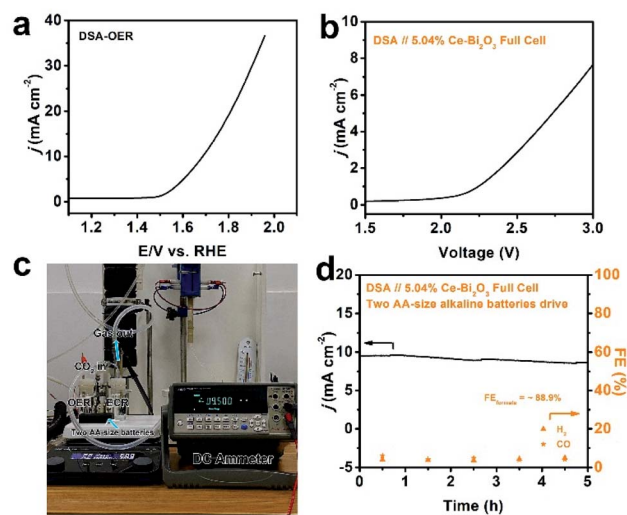 a
DSA-OER
j (mA cm⁻²)
40
30
20
10
0
1.2
1.4
1.6
1.8
2.0
E/V vs. RHE
b
DSA // 5.04% Ce-Bi₂O₃ Full Cell
j (mA cm⁻²)
10
8
6
4
2
0
1.5
2.0
2.5
3.0
Voltage (V)
c
Gas out
CO₂ in
OER
ECR
Two AA-size batteries
DC Ammeter
d
DSA // 5.04% Ce-Bi₂O₃ Full Cell
Two AA-size alkaline batteries drive
j (mA cm⁻²)
20
15
10
5
0
-5
FE_formate = ~ 88.9%
H₂
CO
100
80
60
40
20
0
FE (%)
0
1
2
3
4
5
Time (h)